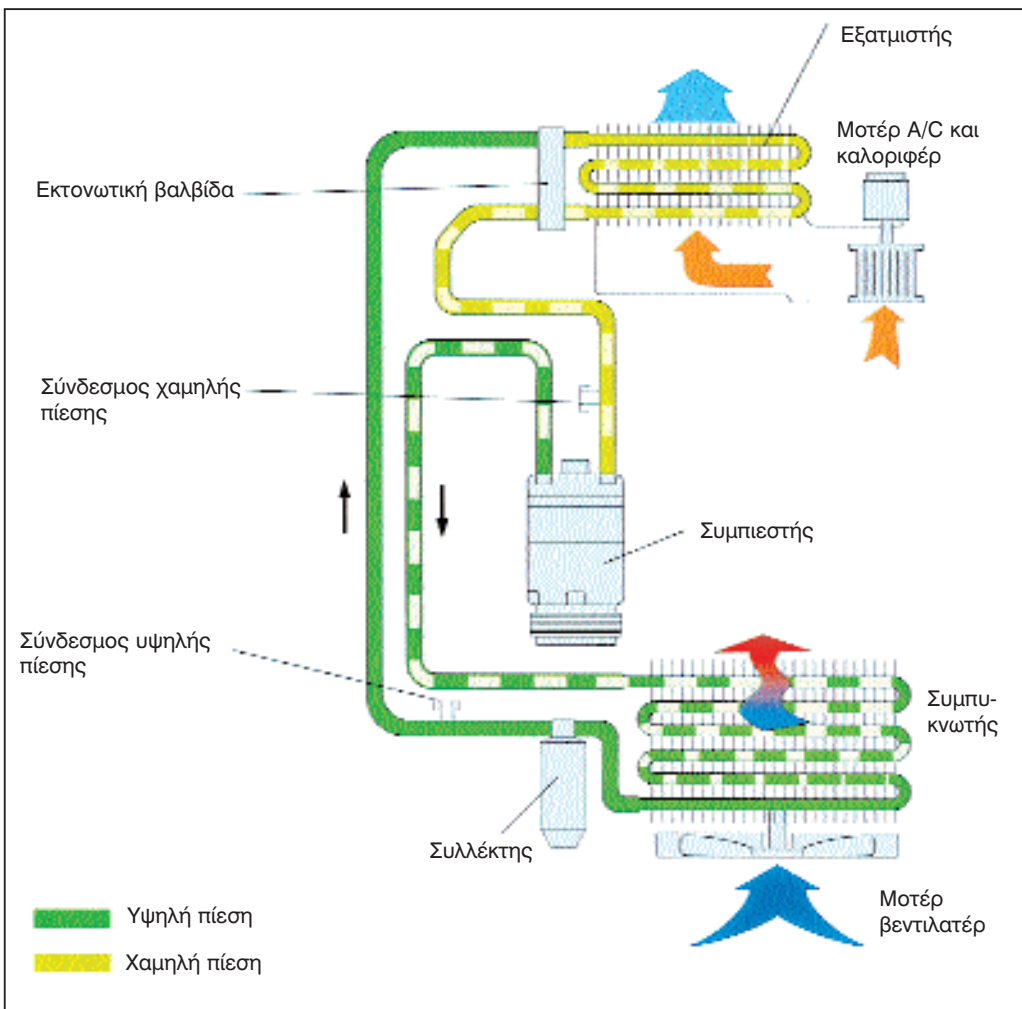 Εξατμιστής
Μοτέρ A/C και
καλοριφέρ
Εκτονωτική βαλβίδα
Σύνδεσμος χαμηλής
πίεσης
Συμπιεστής
Σύνδεσμος υψηλής
πίεσης
Συμπυ-
κνωτής
Συλλέκτης
Μοτέρ
βεντιλατέρ
Υψηλή πίεση
Χαμηλή πίεση